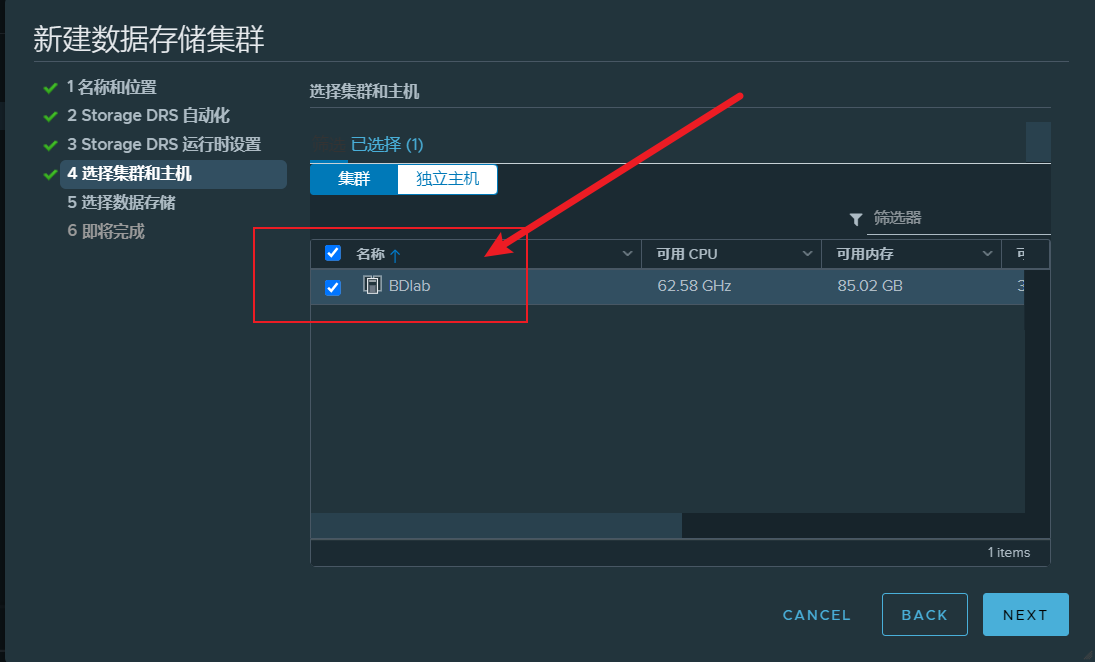 新建数据存储集群
1 名称和位置
2 Storage DRS 自动化
3 Storage DRS 运行时设置
4 选择集群和主机
5 选择数据存储
6 即将完成
选择集群和主机
已选择 (1)
集群 独立主机
筛选器
名称 可用 CPU 可用内存
BDlab 62.58 GHz 85.02 GB
1 items
CANCEL BACK NEXT